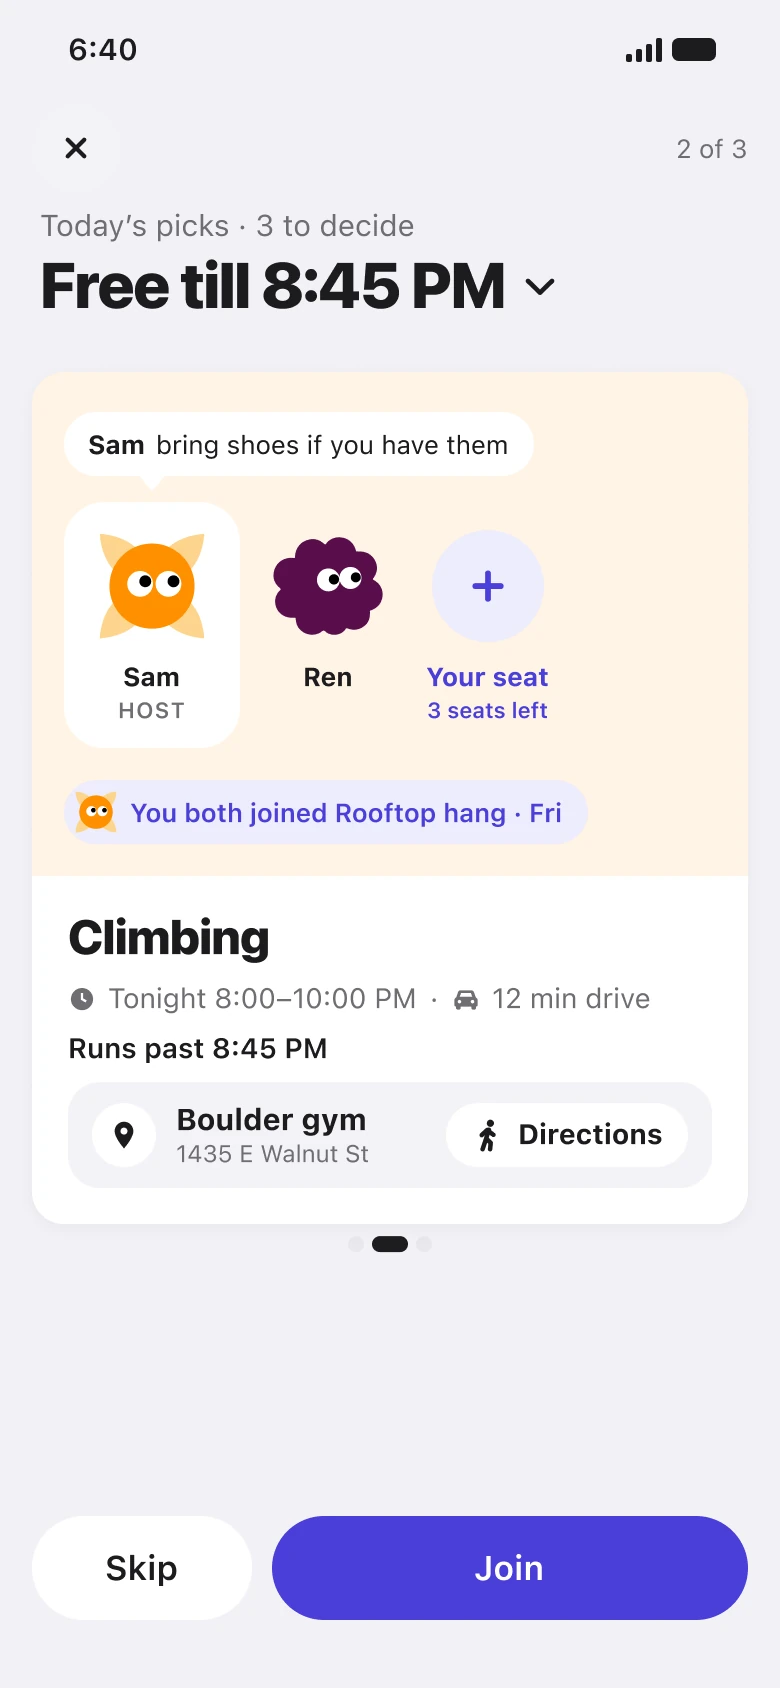 6:40
2 of 3
Today’s picks · 3 to decide
Free till 8:45 PM
Sam bring shoes if you have them
Sam
HOST
Ren
Your seat
3 seats left
You both joined Rooftop hang · Fri
Climbing
Tonight 8:00–10:00 PM · 12 min drive
Runs past 8:45 PM
Boulder gym
1435 E Walnut St
Directions
Skip
Join